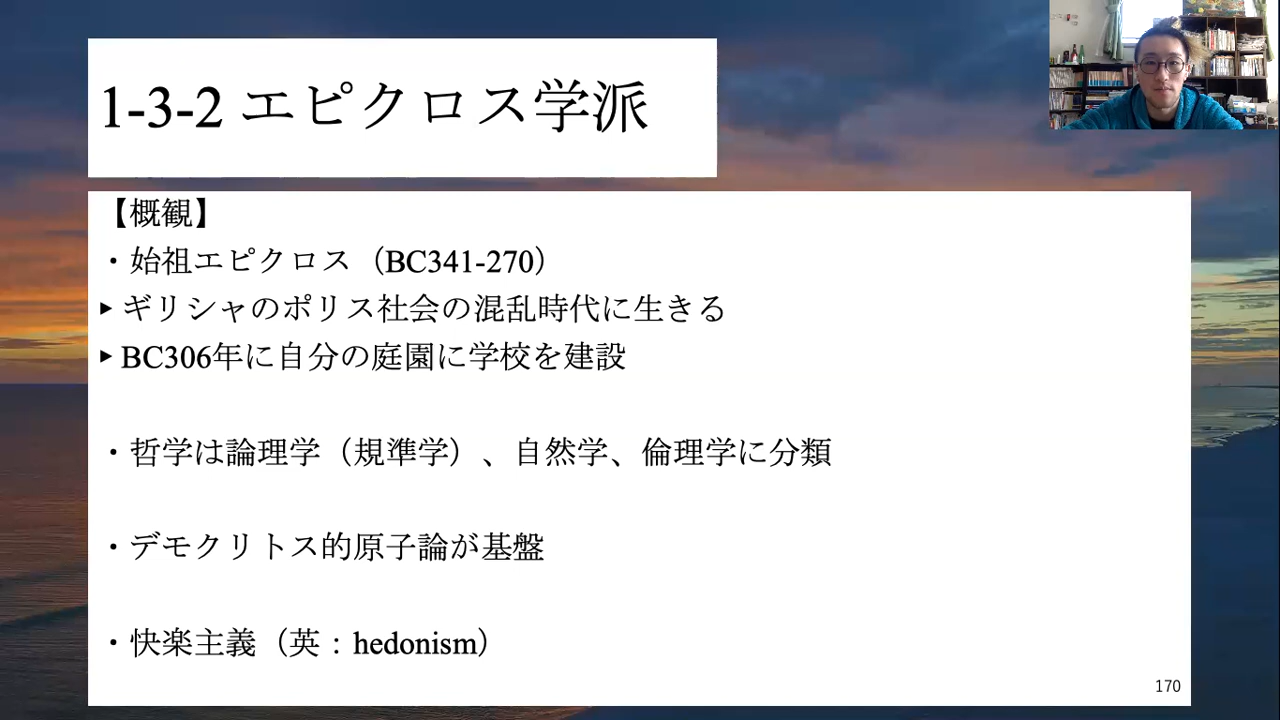 1-3-2 エピクロス学派
【概観】
・始祖エピクロス（BC341-270）
▸ギリシャのポリス社会の混乱時代に生きる
▸BC306年に自分の庭園に学校を建設
・哲学は論理学（規準学）、自然学、倫理学に分類
・デモクリトス的原子論が基盤
・快楽主義（英：hedonism）
170